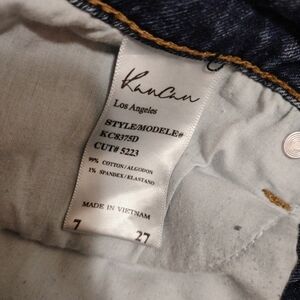 KanCan
Los Angeles
STYLE/MODELE#
KC8375D
CUT# 5223
99% COTTON/ALGODON
1% SPANDEX/ELASTANO
MADE IN VIETNAM
7 27